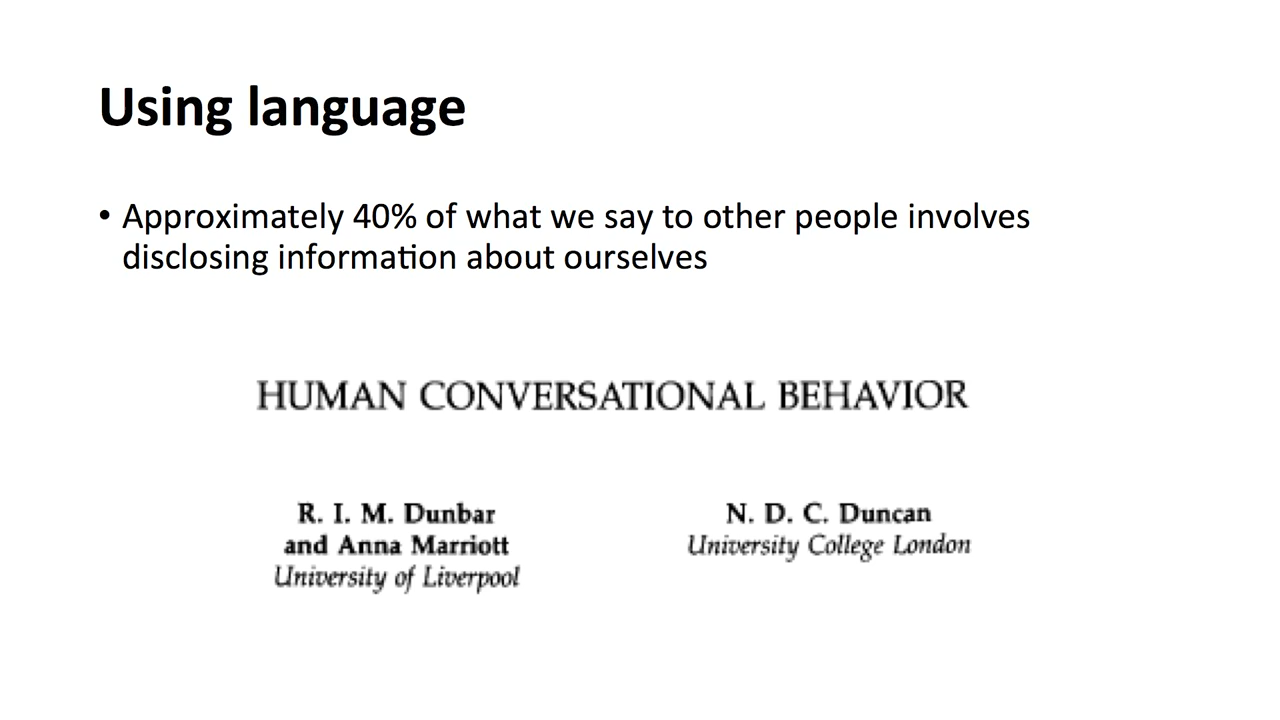 Using language
• Approximately 40% of what we say to other people involves
disclosing information about ourselves
HUMAN CONVERSATIONAL BEHAVIOR
R. I. M. Dunbar
and Anna Marriott
University of Liverpool
N. D. C. Duncan
University College London